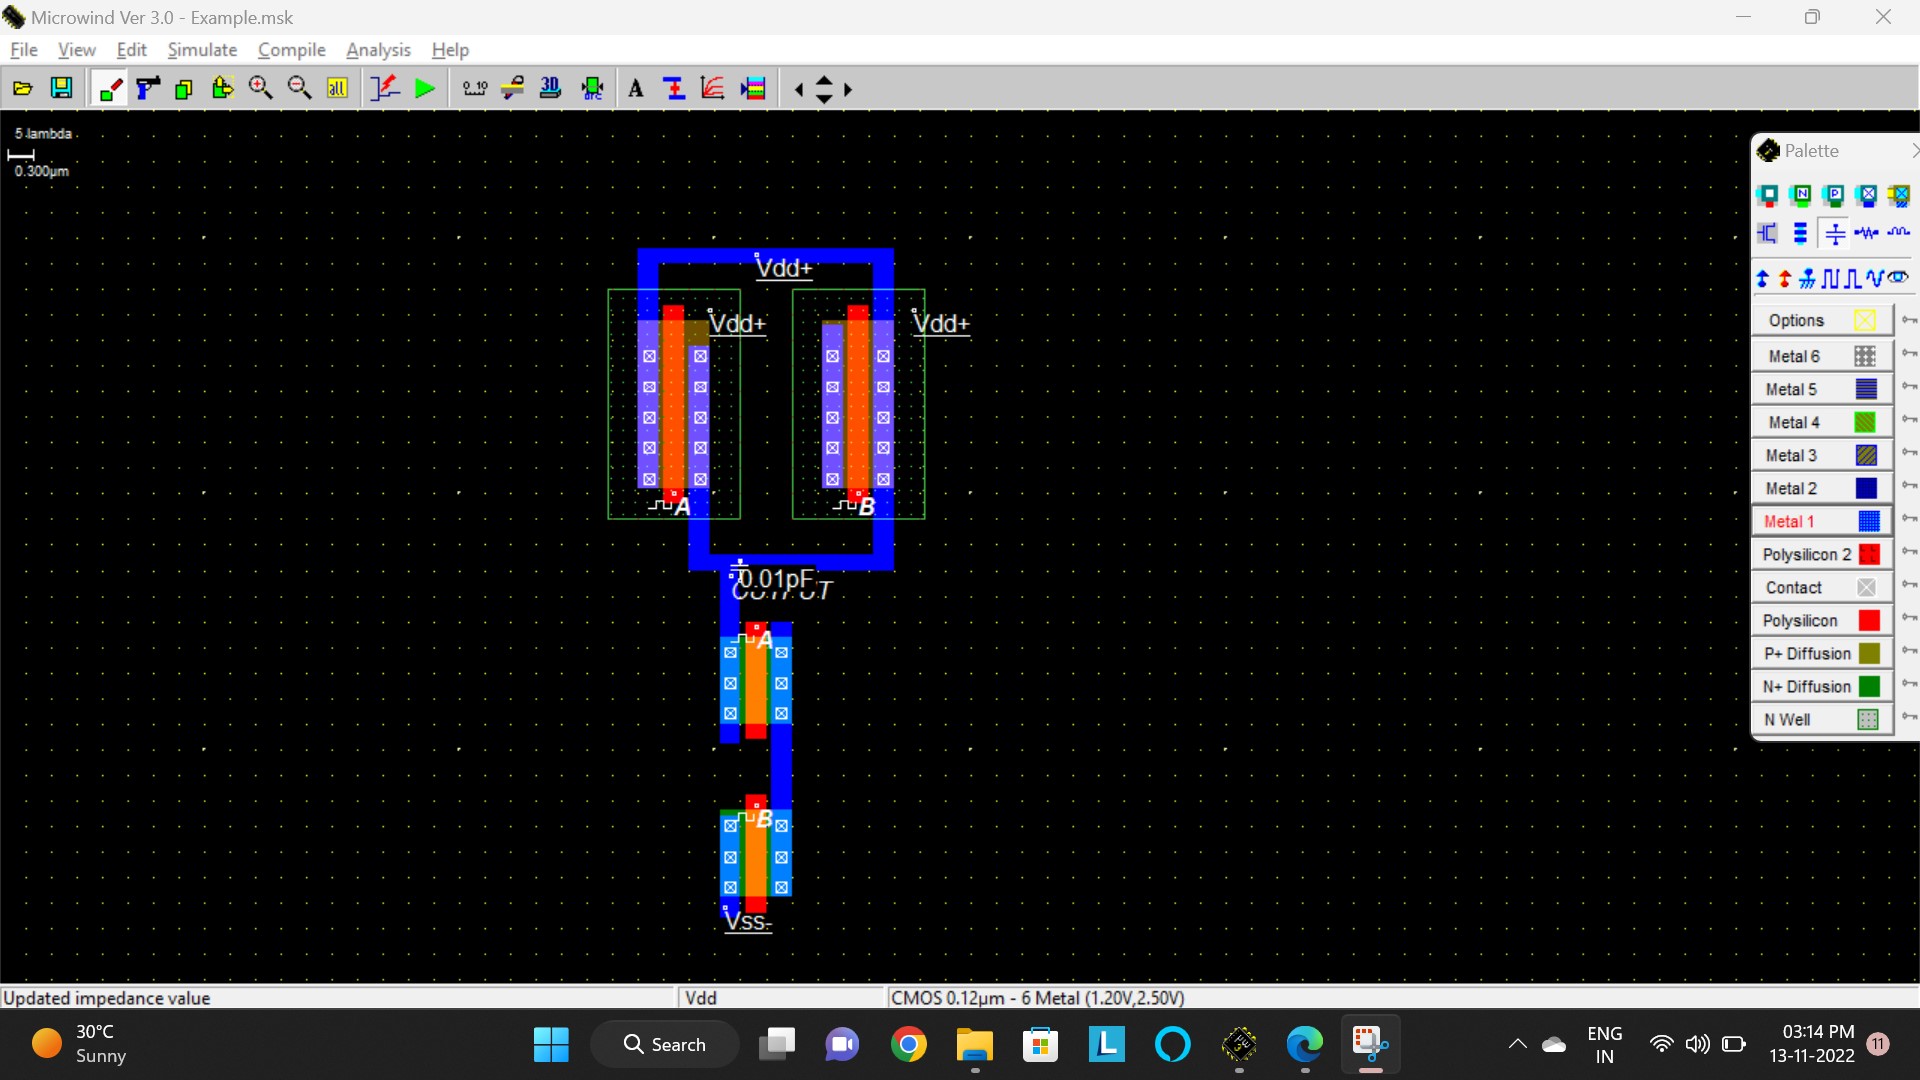 Microwind Ver 3.0 - Example.msk
File View Edit Simulate Compile Analysis Help
5 lambda
0.300µm
Palette
Vdd+
Vdd+
Vdd+
A
B
0.01pF
OUTPUT
A
B
Vss-
Options
Metal 6
Metal 5
Metal 4
Metal 3
Metal 2
Metal 1
Polysilicon 2
Contact
Polysilicon
P+ Diffusion
N+ Diffusion
N Well
Updated impedance value
Vdd
CMOS 0.12µm - 6 Metal (1.20V,2.50V)
30°C
Sunny
Search
ENG
IN
03:14 PM
13-11-2022
11